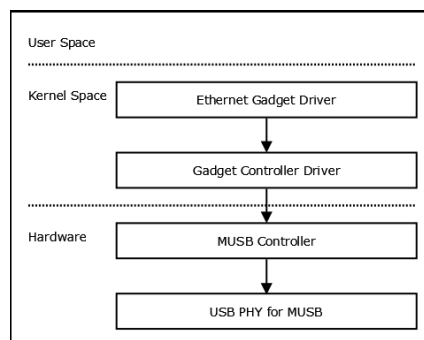 User Space
Kernel Space
Ethernet Gadget Driver
Gadget Controller Driver
Hardware
MUSB Controller
USB PHY for MUSB